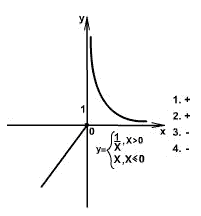 y
1
0
x
y= { 1/x, x>0
x, x≤0
1. +
2. +
3. -
4. -